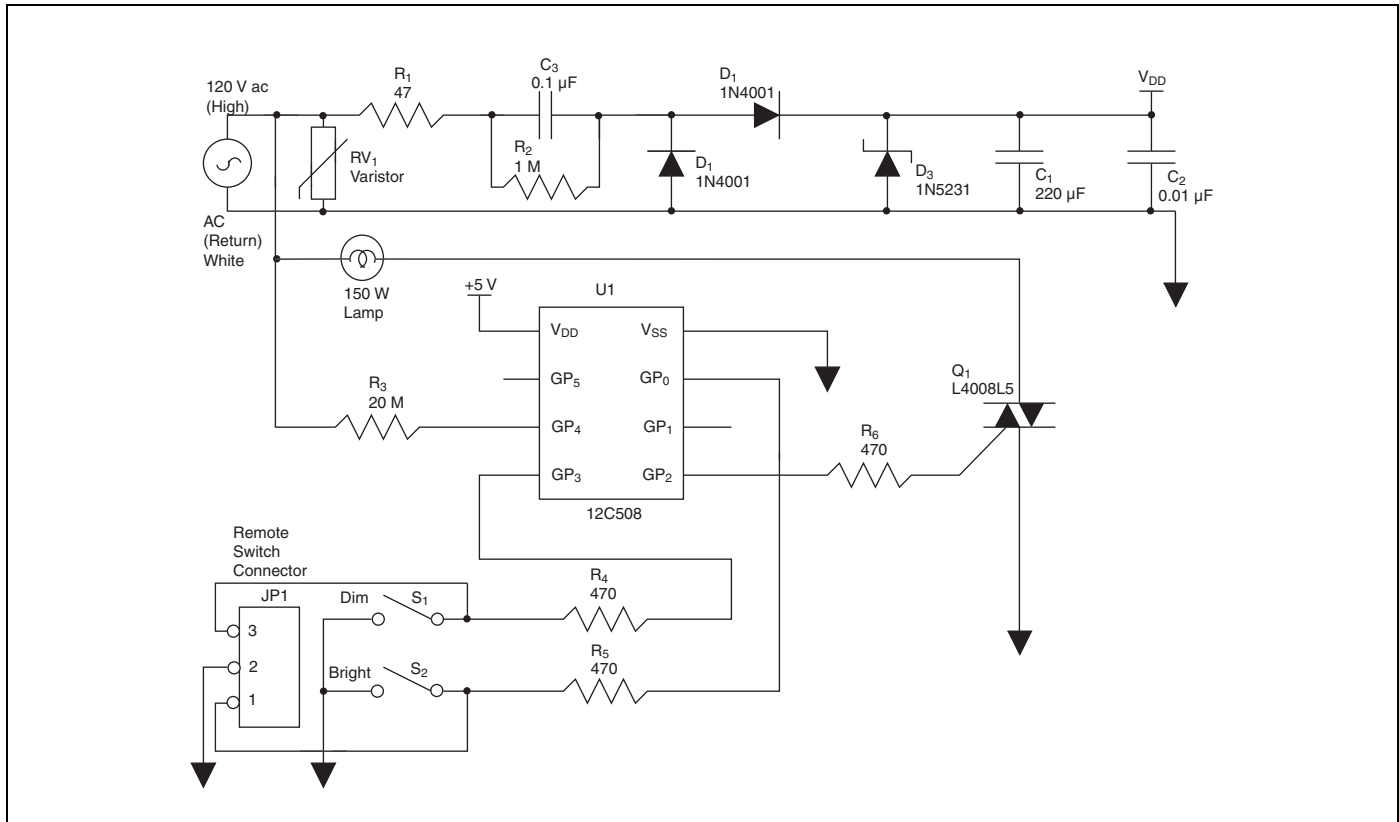 120 V ac
(High)
AC
(Return)
White
RV1
Varistor
R1
47
C3
0.1 µF
R2
1 M
D1
1N4001
D1
1N4001
D3
1N5231
C1
220 µF
VDD
C2
0.01 µF
150 W
Lamp
+5 V
U1
VDD
VSS
GP5
GP0
GP4
GP1
GP3
GP2
12C508
R3
20 M
Q1
L4008L5
R6
470
Remote
Switch
Connector
JP1
3
2
1
Dim
S1
Bright
S2
R4
470
R5
470